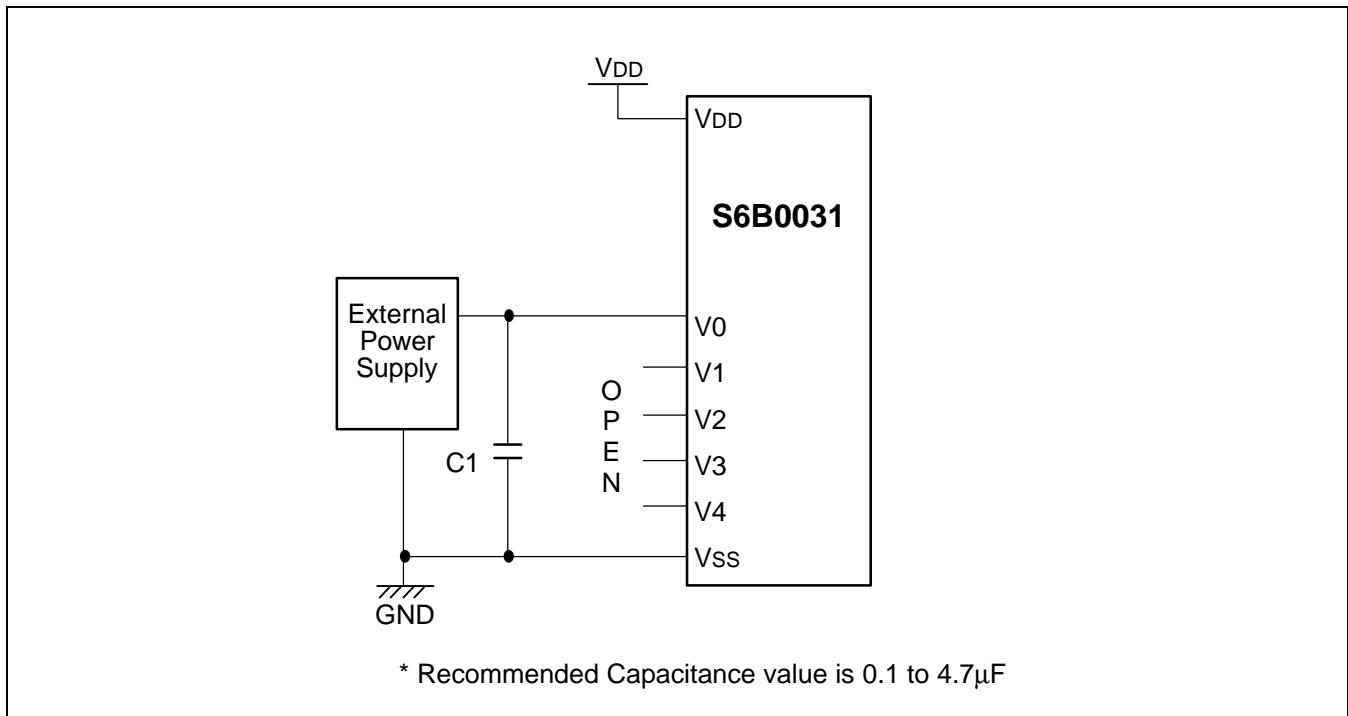 VDD
VDD
S6B0031
External
Power
Supply
V0
V1
V2
V3
V4
OPEN
C1
VSS
GND
* Recommended Capacitance value is 0.1 to 4.7µF